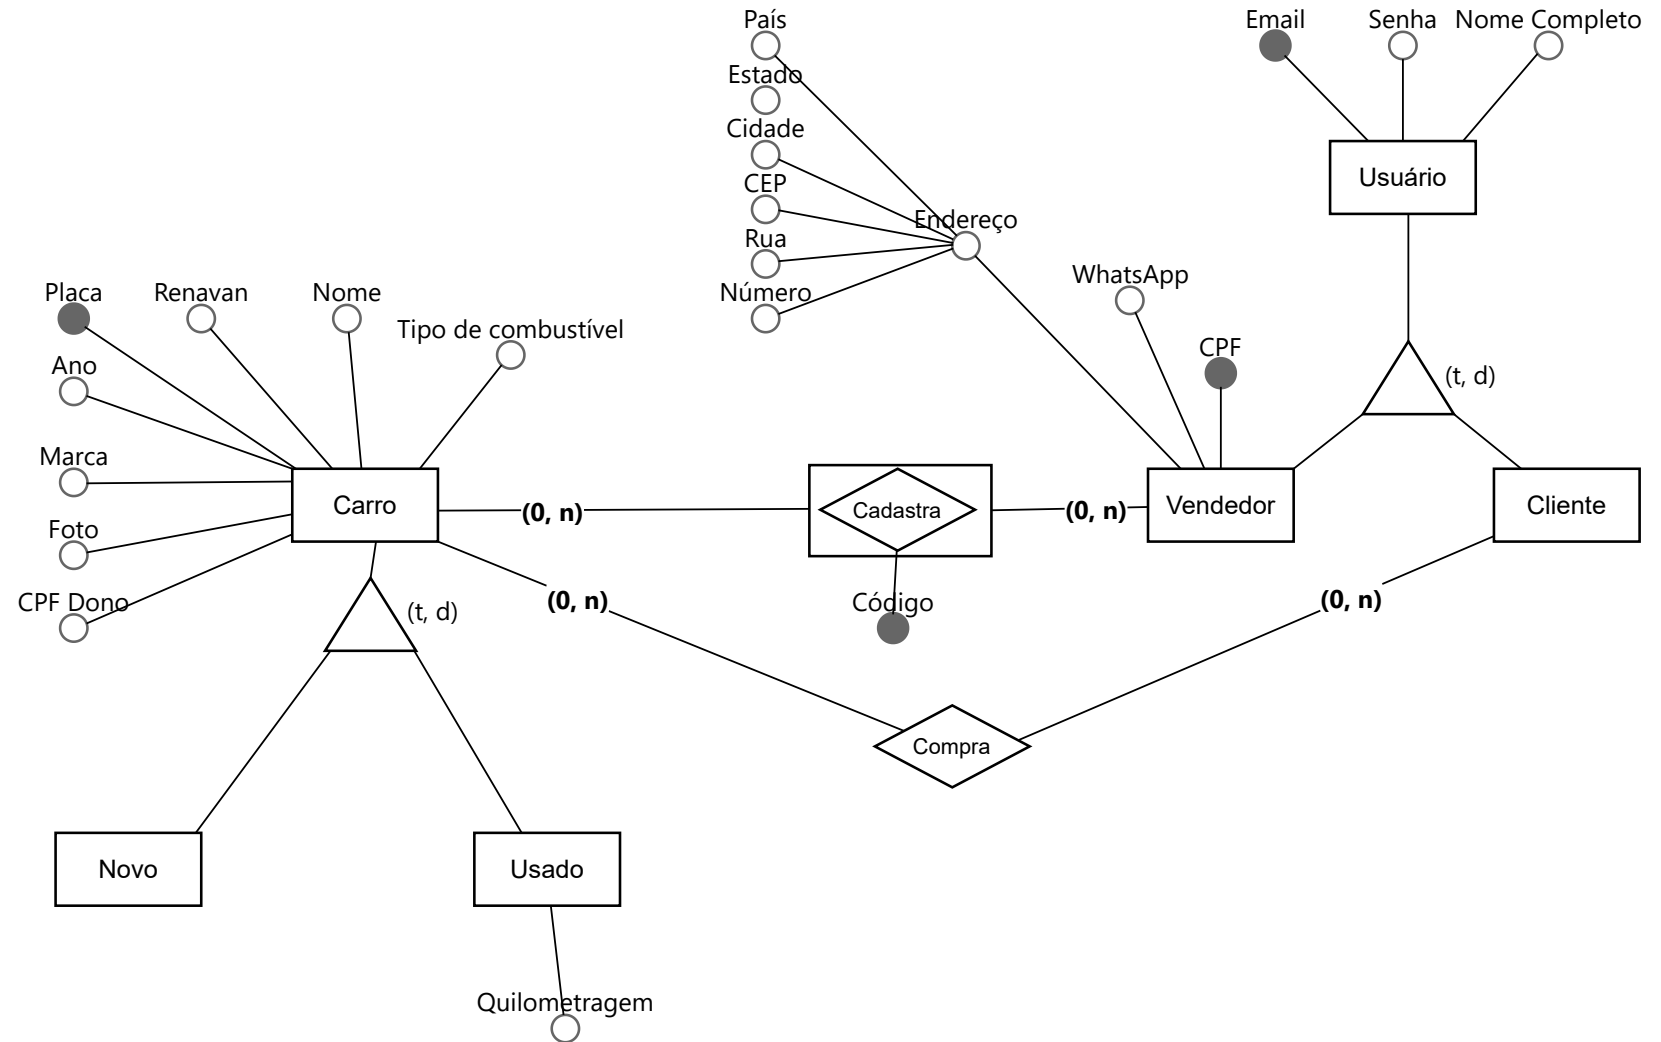 País
Email
Senha
Nome Completo
Estado
Cidade
CEP
Usuário
Endereço
Rua
WhatsApp
Placa
Renavan
Nome
Número
Tipo de combustível
CPF
Ano
(t, d)
Marca
Carro
(0, n)
Cadastra
(0, n)
Vendedor
Cliente
Foto
CPF Dono
(t, d)
(0, n)
Código
(0, n)
Compra
Novo
Usado
Quilometragem